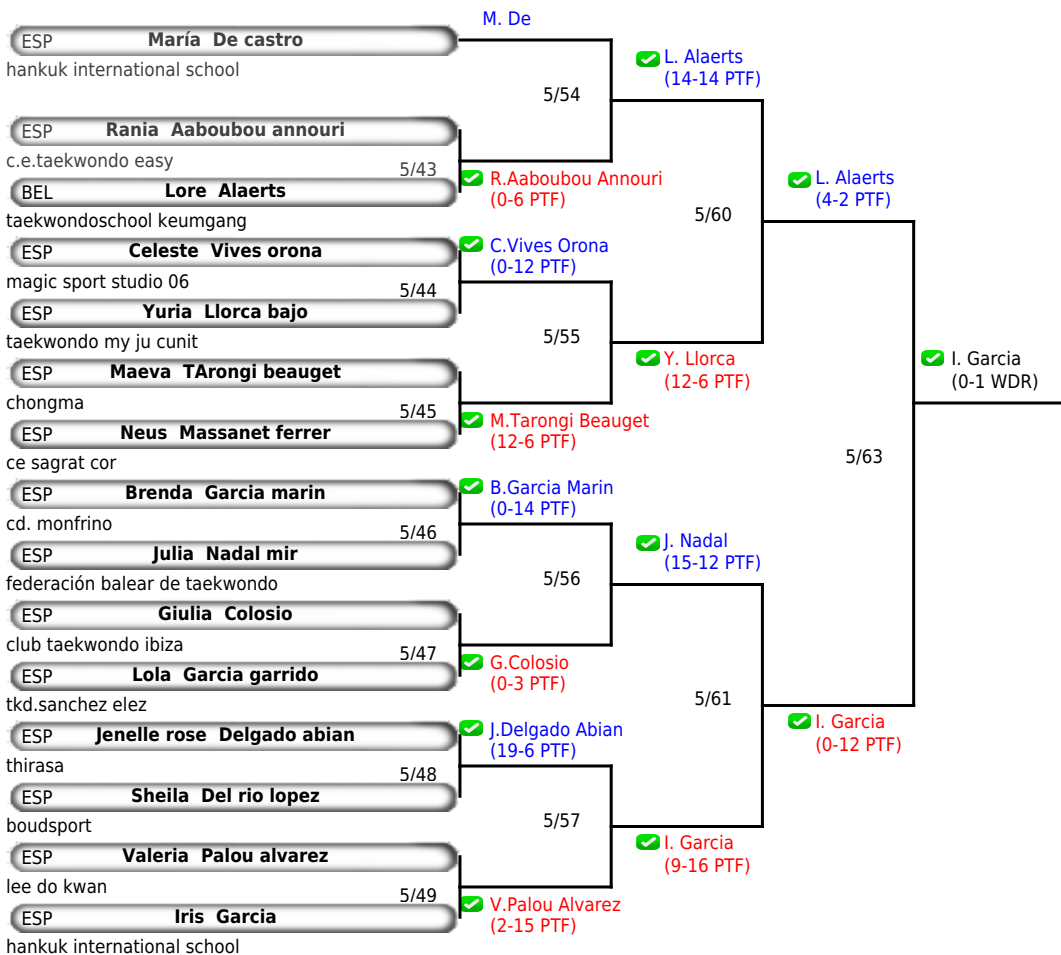 M. De
ESP María De castro
hankuk international school
L. Alaerts
(14-14 PTF)
5/54
ESP Rania Aaboubou annouri
c.e.taekwondo easy
5/43
BEL Lore Alaerts
R.Aaboubou Annouri
(0-6 PTF)
L. Alaerts
(4-2 PTF)
taekwondoschool keumgang
5/60
ESP Celeste Vives orona
C.Vives Orona
(0-12 PTF)
magic sport studio 06
5/44
ESP Yuria Llorca bajo
taekwondo my ju cunit
5/55
Y. Llorca
(12-6 PTF)
I. Garcia
(0-1 WDR)
ESP Maeva TArongi beauget
chongma
5/45
ESP Neus Massanet ferrer
M.Tarongi Beauget
(12-6 PTF)
ce sagrat cor
5/63
ESP Brenda Garcia marin
B.Garcia Marin
(0-14 PTF)
cd. monfrino
5/46
ESP Julia Nadal mir
J. Nadal
(15-12 PTF)
federación balear de taekwondo
5/56
ESP Giulia Colosio
club taekwondo ibiza
5/47
ESP Lola Garcia garrido
G.Colosio
(0-3 PTF)
tkd.sanchez elez
5/61
ESP Jenelle rose Delgado abian
J.Delgado Abian
(19-6 PTF)
I. Garcia
(0-12 PTF)
thirasa
5/48
ESP Sheila Del rio lopez
boudsport
5/57
I. Garcia
(9-16 PTF)
ESP Valeria Palou alvarez
lee do kwan
5/49
ESP Iris Garcia
V.Palou Alvarez
(2-15 PTF)
hankuk international school